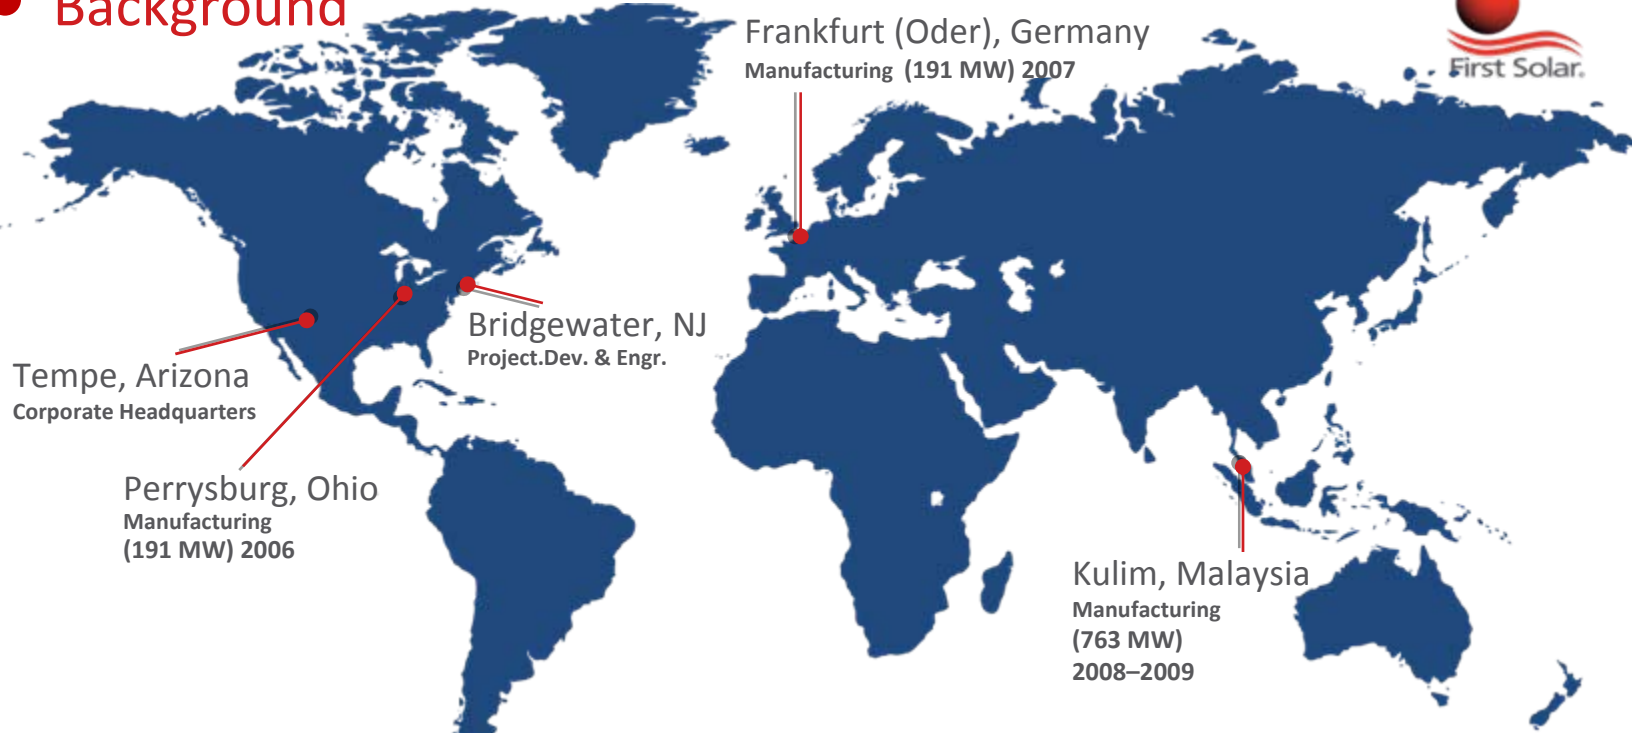 Background
Frankfurt (Oder), Germany
Manufacturing (191 MW) 2007
First Solar.
Bridgewater, NJ
Project.Dev. & Engr.
Tempe, Arizona
Corporate Headquarters
Perrysburg, Ohio
Manufacturing
(191 MW) 2006
Kulim, Malaysia
Manufacturing
(763 MW)
2008–2009